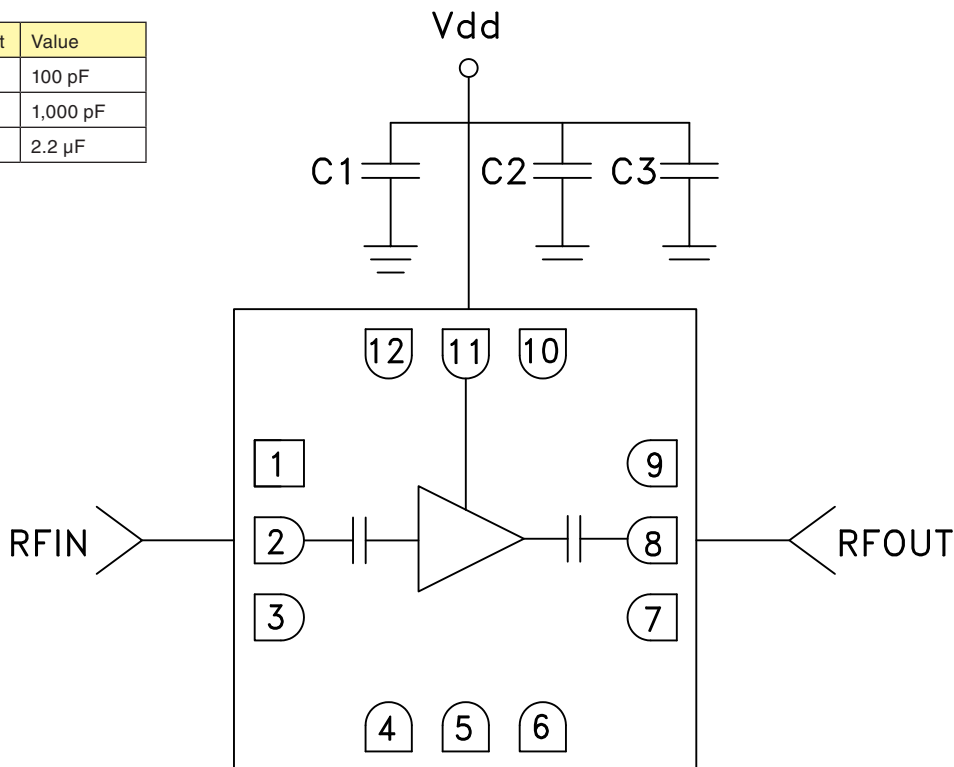 Vdd
t Value
100 pF
1,000 pF
2.2 µF
C1 C2 C3
12 11 10
1 9
RFIN 2 8 RFOUT
3 7
4 5 6